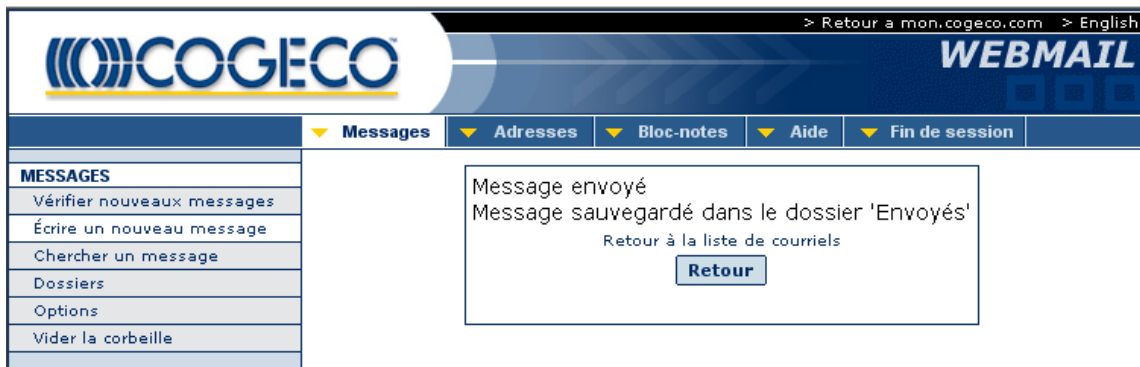 > Retour a mon.cogeco.com > English
COGECO
WEBMAIL
Messages Adresses Bloc-notes Aide Fin de session
MESSAGES
Vérifier nouveaux messages
Écrire un nouveau message
Chercher un message
Dossiers
Options
Vider la corbeille
Message envoyé
Message sauvegardé dans le dossier 'Envoyés'
Retour à la liste de courriels
Retour